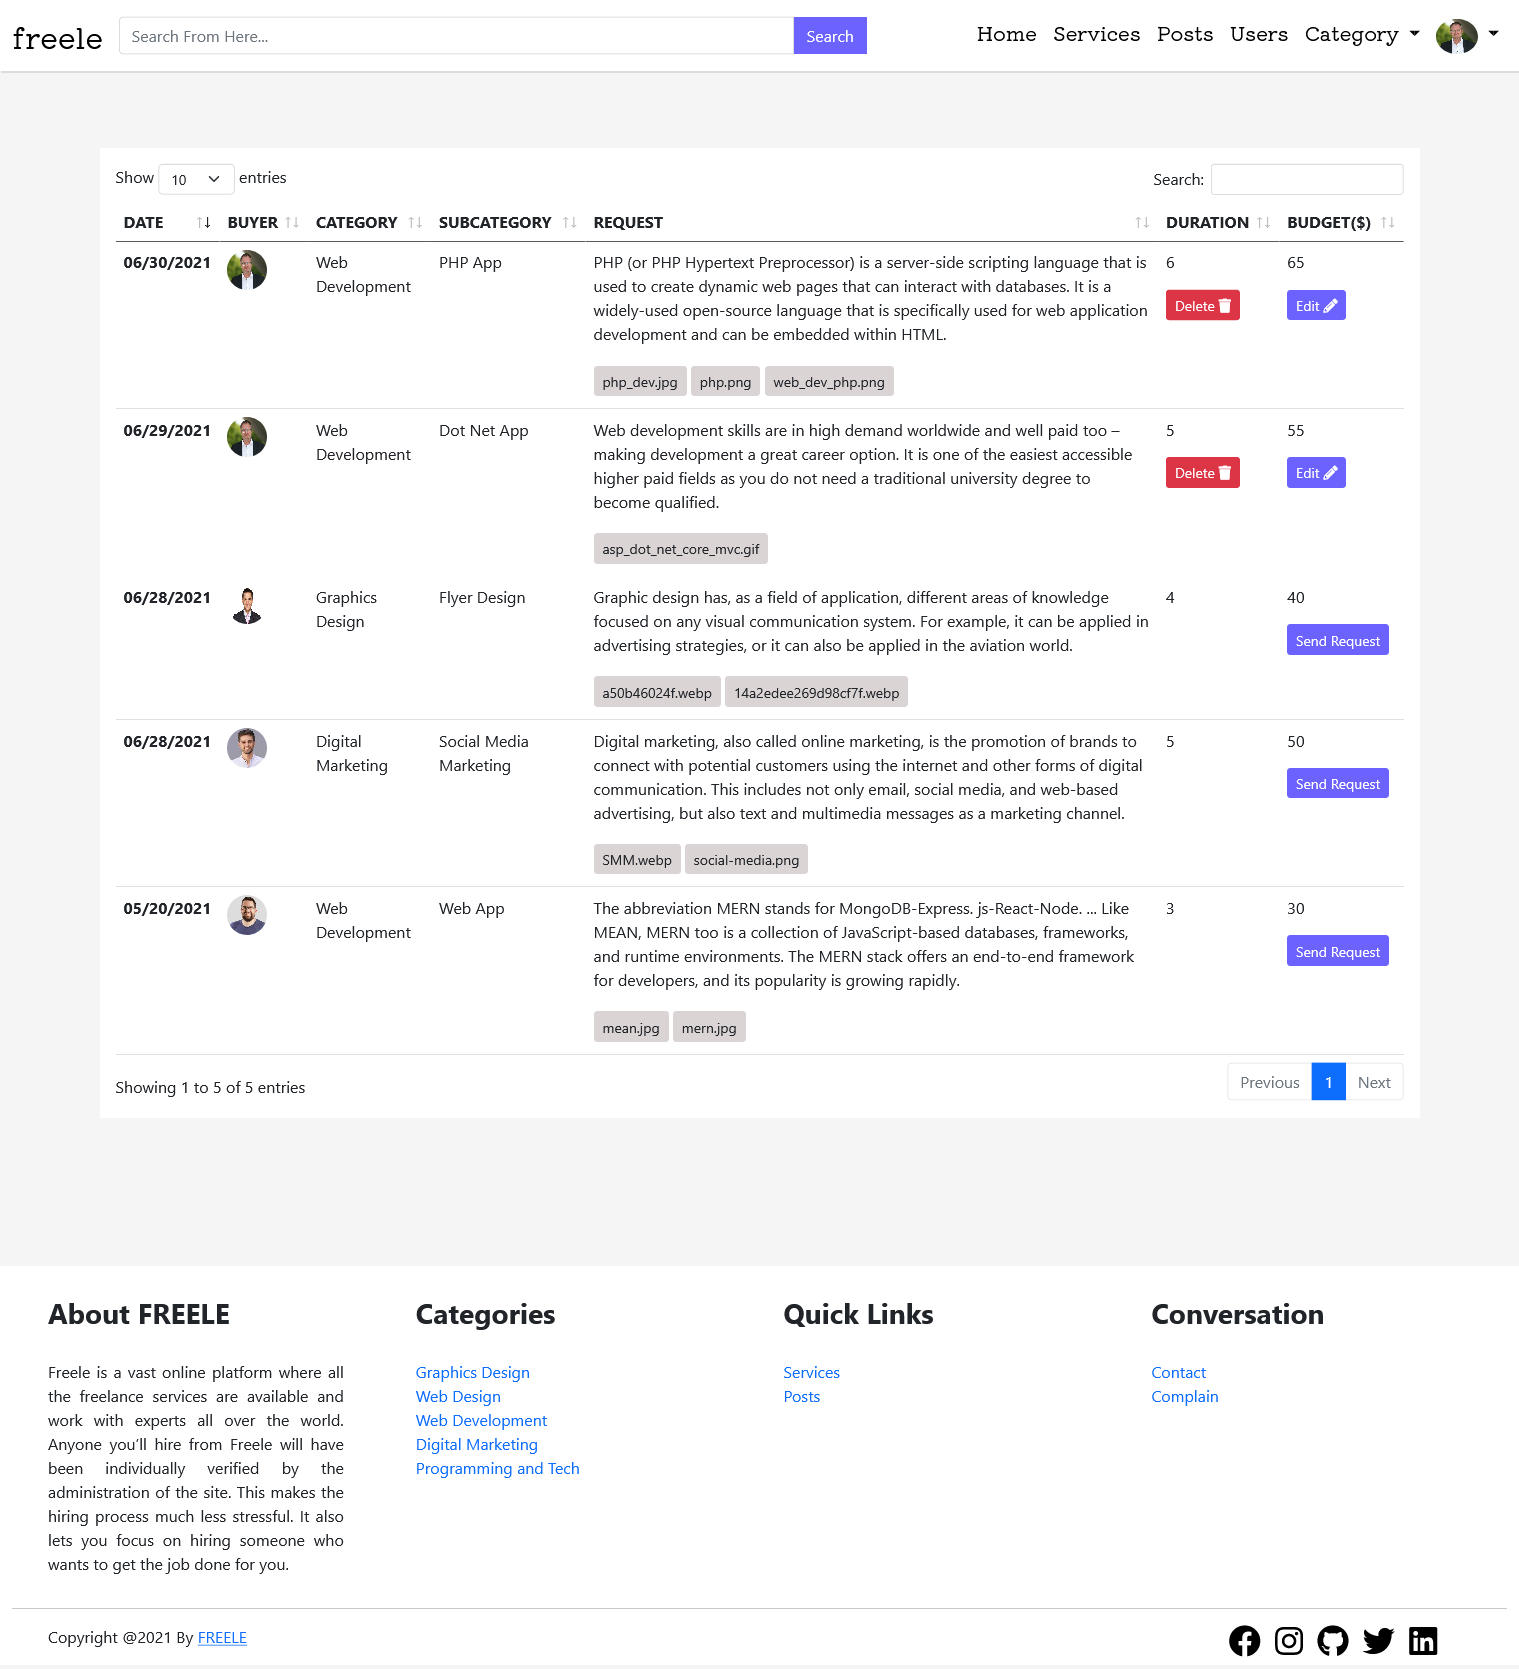 freele
Search From Here...
Search
Home Services Posts Users Category
Show 10 entries
Search:
DATE BUYER CATEGORY SUBCATEGORY REQUEST DURATION BUDGET($)
06/30/2021 Web PHP App PHP (or PHP Hypertext Preprocessor) is a server-side scripting language that is 6 65
Development used to create dynamic web pages that can interact with databases. It is a
widely-used open-source language that is specifically used for web application Delete Edit
development and can be embedded within HTML.
php_dev.jpg php.png web_dev_php.png
06/29/2021 Web Dot Net App Web development skills are in high demand worldwide and well paid too – 5 55
Development making development a great career option. It is one of the easiest accessible
higher paid fields as you do not need a traditional university degree to Delete Edit
become qualified.
asp_dot_net_core_mvc.gif
06/28/2021 Graphics Flyer Design Graphic design has, as a field of application, different areas of knowledge 4 40
Design focused on any visual communication system. For example, it can be applied in
advertising strategies, or it can also be applied in the aviation world. Send Request
a50b46024f.webp 14a2edee269d98cf7f.webp
06/28/2021 Digital Social Media Digital marketing, also called online marketing, is the promotion of brands to 5 50
Marketing Marketing connect with potential customers using the internet and other forms of digital
communication. This includes not only email, social media, and web-based Send Request
advertising, but also text and multimedia messages as a marketing channel.
SMM.webp social-media.png
05/20/2021 Web Web App The abbreviation MERN stands for MongoDB-Express. js-React-Node. ... Like 3 30
Development MEAN, MERN too is a collection of JavaScript-based databases, frameworks,
and runtime environments. The MERN stack offers an end-to-end framework Send Request
for developers, and its popularity is growing rapidly.
mean.jpg mern.jpg
Showing 1 to 5 of 5 entries
Previous 1 Next
About FREELE
Freele is a vast online platform where all
the freelance services are available and
work with experts all over the world.
Anyone you'll hire from Freele will have
been individually verified by the
administration of the site. This makes the
hiring process much less stressful. It also
lets you focus on hiring someone who
wants to get the job done for you.
Categories
Graphics Design
Web Design
Web Development
Digital Marketing
Programming and Tech
Quick Links
Services
Posts
Conversation
Contact
Complain
Copyright @2021 By FREELE